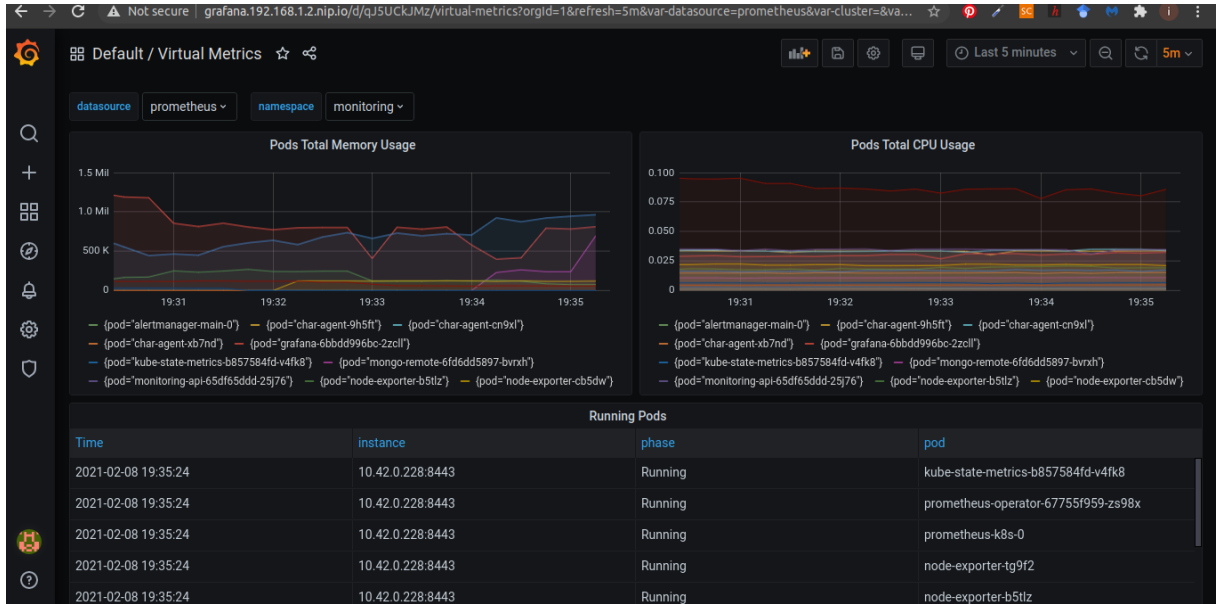 Not secure | grafana.192.168.1.2.nip.io/d/qJ5UCkJMz/virtual-metrics?orgId=1&refresh=5m&var-datasource=prometheus&var-cluster=&va...
SC h i
Default / Virtual Metrics
Last 5 minutes 5m
datasource prometheus namespace monitoring
Pods Total Memory Usage
1.5 Mil
1.0 Mil
500 K
0
19:31 19:32 19:33 19:34 19:35
{pod="alertmanager-main-0"} {pod="char-agent-9h5ft"} {pod="char-agent-cn9xl"}
{pod="char-agent-xb7nd"} {pod="grafana-6bbdd996bc-2zcll"}
{pod="kube-state-metrics-b857584fd-v4fk8"} {pod="mongo-remote-6fd6dd5897-bvrxh"}
{pod="monitoring-api-65df65ddd-25j76"} {pod="node-exporter-b5tlz"} {pod="node-exporter-cb5dw"}
Pods Total CPU Usage
0.100
0.075
0.050
0.025
0
19:31 19:32 19:33 19:34 19:35
{pod="alertmanager-main-0"} {pod="char-agent-9h5ft"} {pod="char-agent-cn9xl"}
{pod="char-agent-xb7nd"} {pod="grafana-6bbdd996bc-2zcll"}
{pod="kube-state-metrics-b857584fd-v4fk8"} {pod="mongo-remote-6fd6dd5897-bvrxh"}
{pod="monitoring-api-65df65ddd-25j76"} {pod="node-exporter-b5tlz"} {pod="node-exporter-cb5dw"}
Running Pods
Time instance phase pod
2021-02-08 19:35:24 10.42.0.228:8443 Running kube-state-metrics-b857584fd-v4fk8
2021-02-08 19:35:24 10.42.0.228:8443 Running prometheus-operator-67755f959-zs98x
2021-02-08 19:35:24 10.42.0.228:8443 Running prometheus-k8s-0
2021-02-08 19:35:24 10.42.0.228:8443 Running node-exporter-tg9f2
2021-02-08 19:35:24 10.42.0.228:8443 Running node-exporter-b5tlz